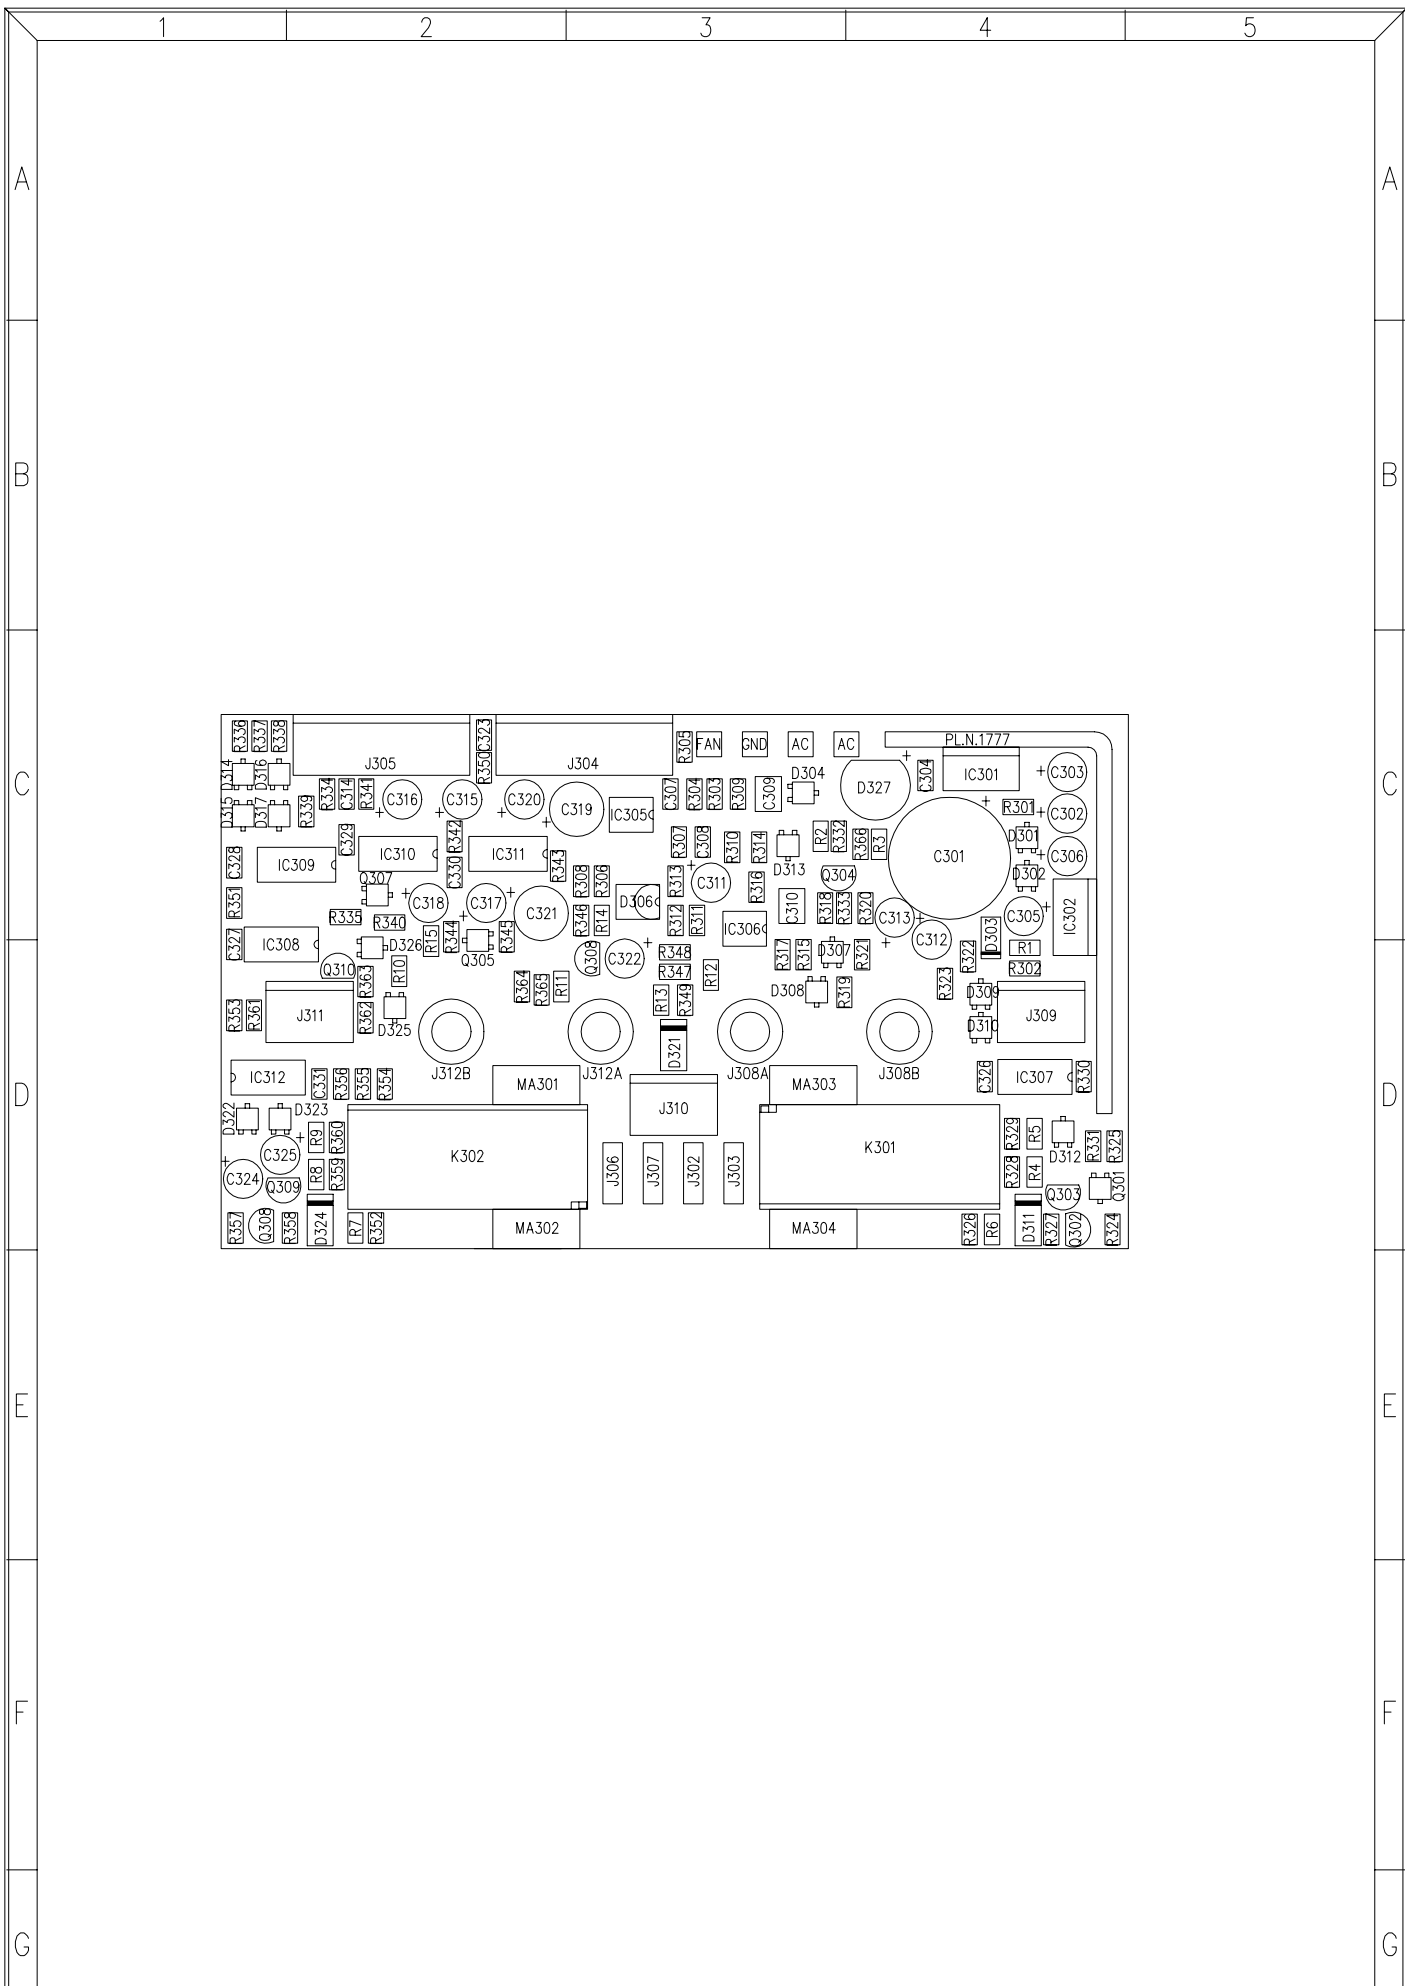 1 2 3 4 5
A A
B B
C C
D D
E E
F F
G G
R336 R337 R338 J305 C323 R350 J304 R305 FAN GND AC AC PL.N.1777
D314 D316 D304 D327 C304 IC301 C303
R334 C314 R341 C316 C315 C320 C319 IC305 C307 R304 R303 R309 C309 R301 C302
D315 D317 R339
C329 R342 R307 C308 R310 R314 D313 R2 R332 R366 R3 C301 D301 C306
C328 IC309 IC310 C330 IC311 R343
Q307 R308 R306 R313 C311 R316 Q304 D302
R351 C318 C317 C321 D306 C310 R318 R333 R320 C313 C305 IC302
R335 R340 R346 R14 R312 R311 IC306 C312 D303
C327 IC308 D326 R15 R344 Q305 R345 R348 R317 R315 D307 R321 R322 R1
Q310 R363 R10 Q308 C322 R347 R12 R302
R364 R365 R11 R13 R349 D308 R319 R323 D309
R353 R361 J311 R362 D325 D310 J309
D321
J312B J312A J308A J308B
IC312 C331 R356 R355 R354 MA301 MA303 C326 IC307 R330
D322 D323 J310
R9 R360 K302 K301 R329 R5 D312 R331 R325
C325
C324 Q309 R8 R359 J306 J307 J302 J303 R328 R4 Q303 Q301
R357 Q308 R358 D324 R7 R352 MA302 MA304 R326 R6 D311 R327 Q302 R324